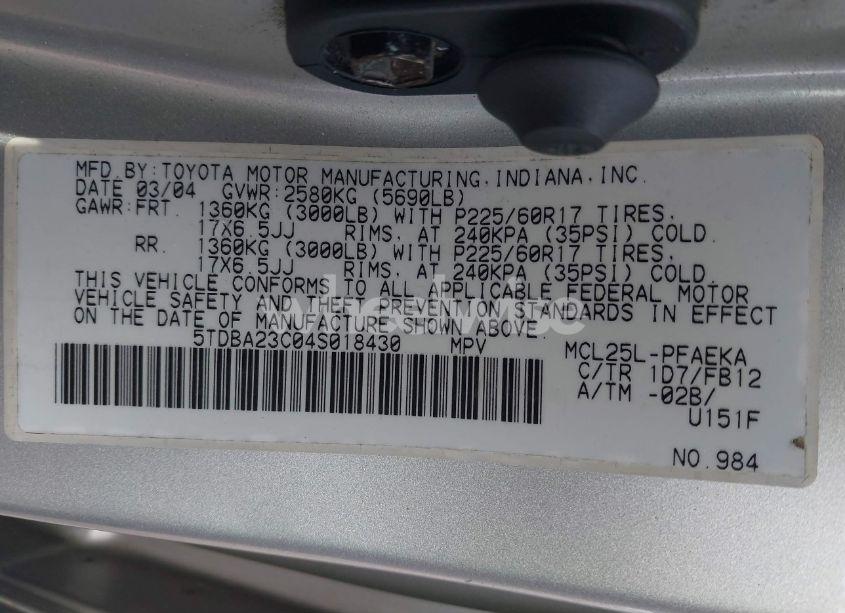 MFD.BY:TOYOTA MOTOR MANUFACTURING,INDIANA,INC.
DATE 03/04 GVWR:2580KG (5690LB)
GAWR:FRT. 1360KG (3000LB) WITH P225/60R17 TIRES,
17X6.5JJ RIMS, AT 240KPA (35PSI) COLD.
RR. 1360KG (3000LB) WITH P225/60R17 TIRES,
17X6.5JJ RIMS, AT 240KPA (35PSI) COLD.
THIS VEHICLE CONFORMS TO ALL APPLICABLE FEDERAL MOTOR
VEHICLE SAFETY AND THEFT PREVENTION STANDARDS IN EFFECT
ON THE DATE OF MANUFACTURE SHOWN ABOVE.
5TDBA23C04S018430 MPV MCL25L-PFAEKA
C/TR 1D7/FB12
A/TM -02B/
U151F
NO.984